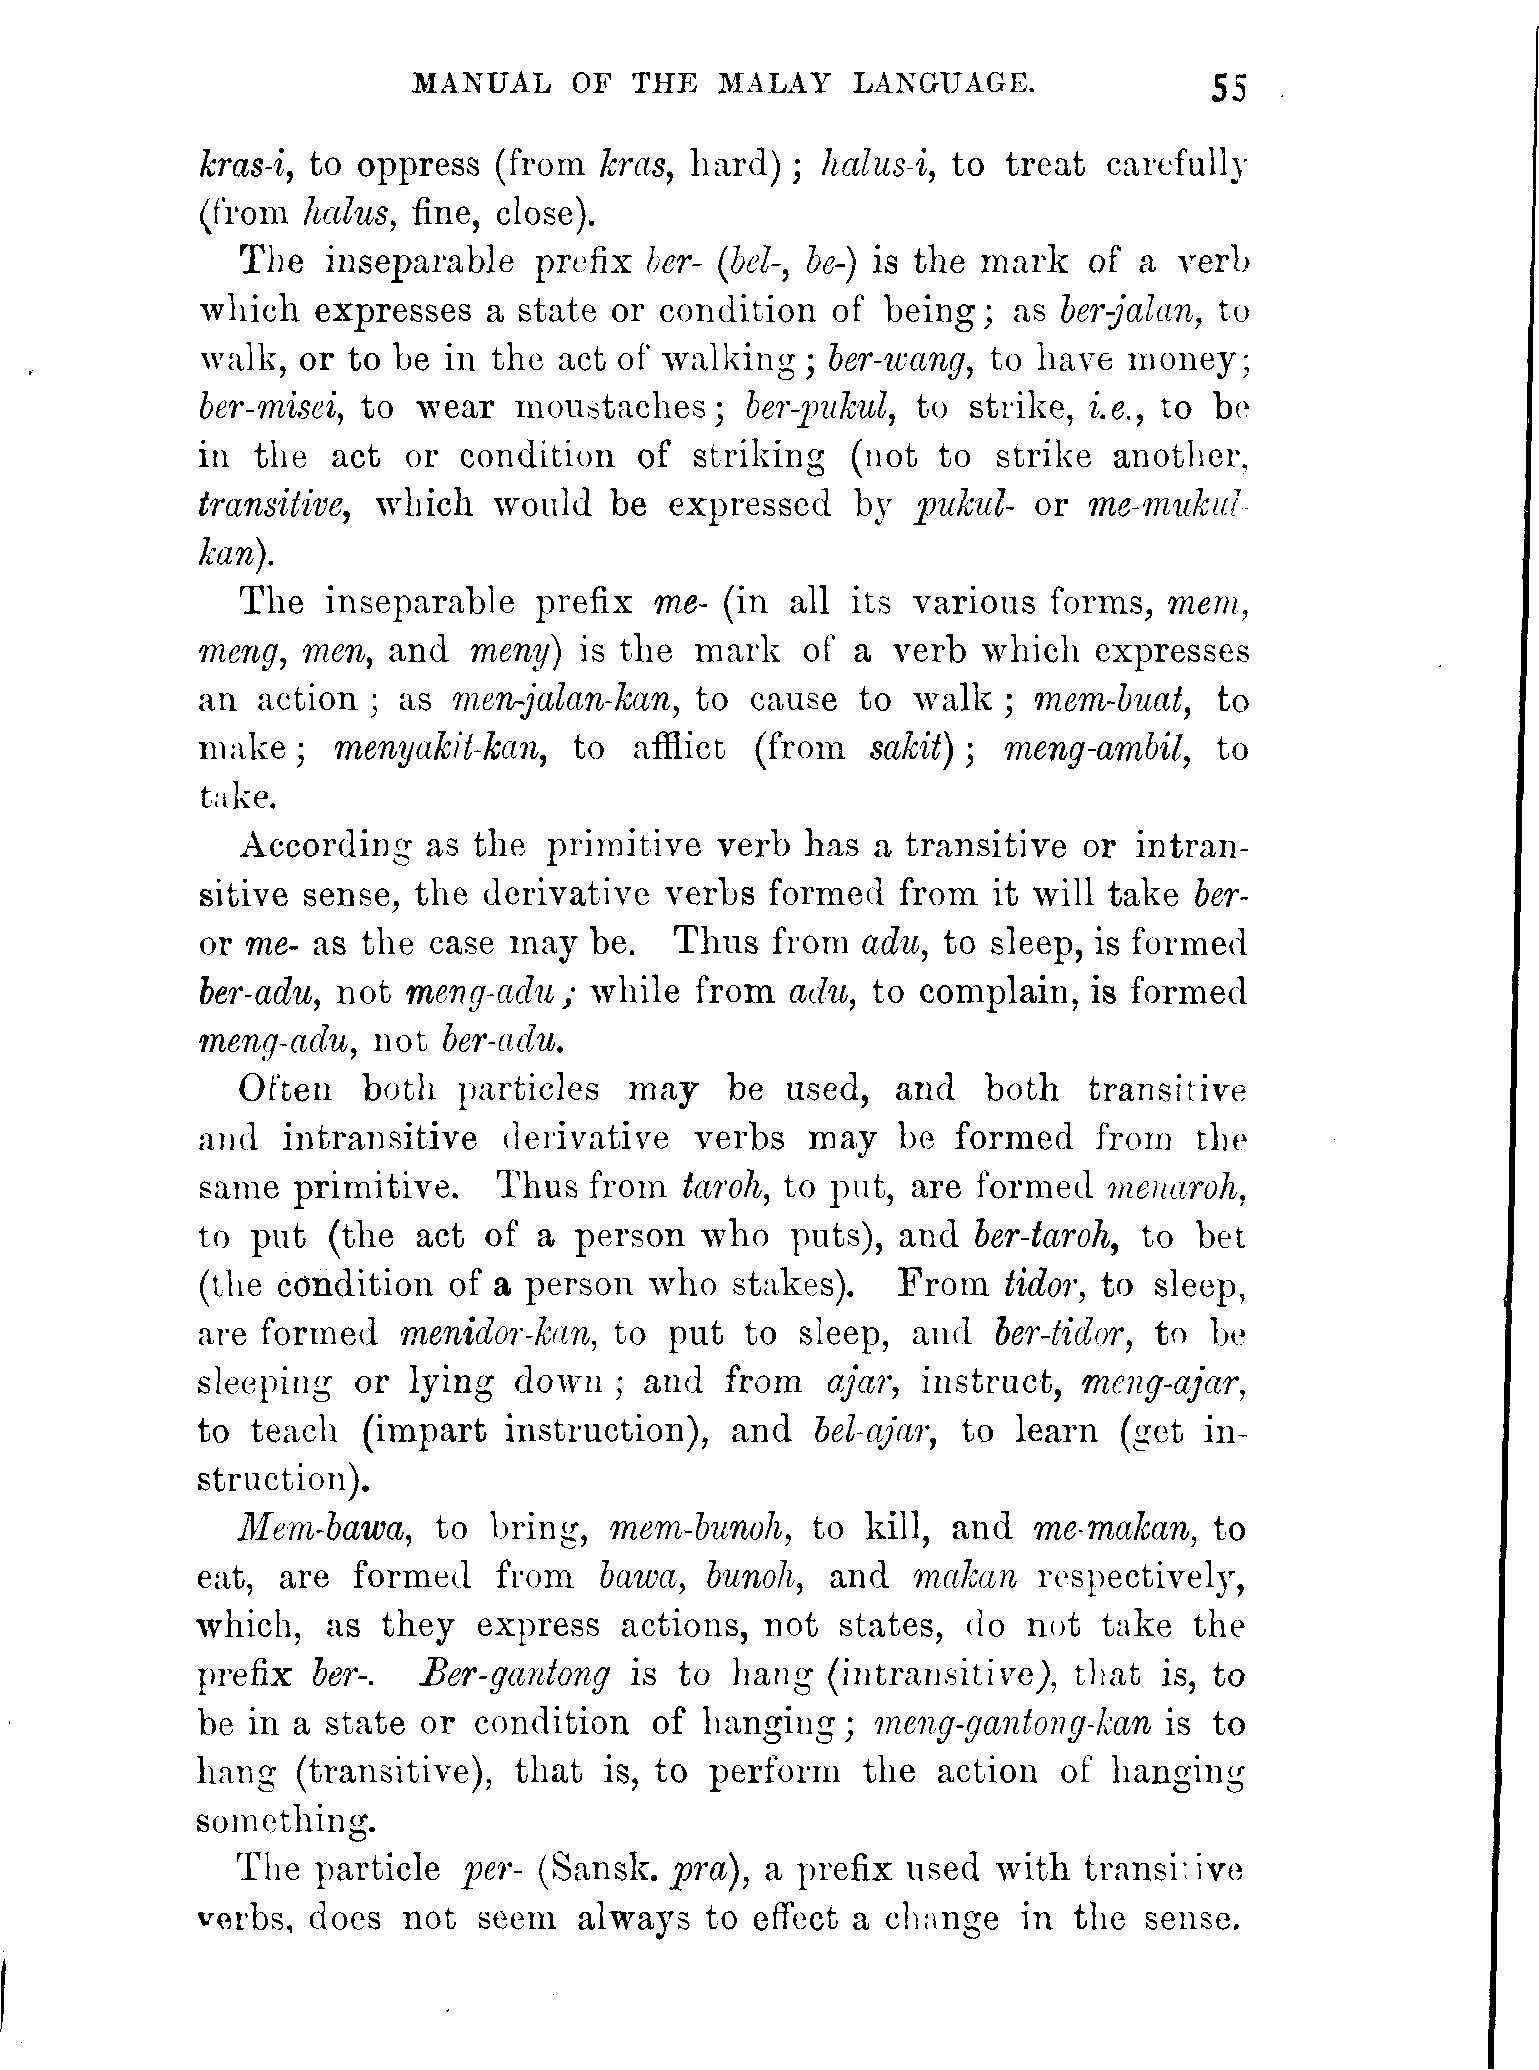 MANUAL OF THE MALAY LANGUAGE. 55
kras-i, to oppress (from kras, hard) ; halus-i, to treat carefully
(from halus, fine, close).
The inseparable prefix ber- (bel-, be-) is the mark of a verb
which expresses a state or condition of being ; as ber-jalan, to
walk, or to be in the act of walking ; ber-wang, to have money ;
ber-misei, to wear moustaches ; ber-pukul, to strike, i.e., to be
in the act or condition of striking (not to strike another,
transitive, which would be expressed by pukul- or me-mukul-
kan).
The inseparable prefix me- (in all its various forms, mem,
meng, men, and meny) is the mark of a verb which expresses
an action ; as men-jalan-kan, to cause to walk ; mem-buat, to
make ; menyakit-kan, to afflict (from sakit) ; meng-ambil, to
take.
According as the primitive verb has a transitive or intran-
sitive sense, the derivative verbs formed from it will take ber-
or me- as the case may be. Thus from adu, to sleep, is formed
ber-adu, not meng-adu ; while from adu, to complain, is formed
meng-adu, not ber-adu.
Often both particles may be used, and both transitive
and intransitive derivative verbs may be formed from the
same primitive. Thus from taroh, to put, are formed menaroh,
to put (the act of a person who puts), and ber-taroh, to bet
(the condition of a person who stakes). From tidor, to sleep,
are formed menidor-kan, to put to sleep, and ber-tidor, to be
sleeping or lying down ; and from ajar, instruct, meng-ajar,
to teach (impart instruction), and bel-ajar, to learn (get in-
struction).
Mem-bawa, to bring, mem-bunoh, to kill, and me-makan, to
eat, are formed from bawa, bunoh, and makan respectively,
which, as they express actions, not states, do not take the
prefix ber-. Ber-gantong is to hang (intransitive), that is, to
be in a state or condition of hanging ; meng-gantong-kan is to
hang (transitive), that is, to perform the action of hanging
something.
The particle per- (Sansk. pra), a prefix used with transitive
verbs, does not seem always to effect a change in the sense.